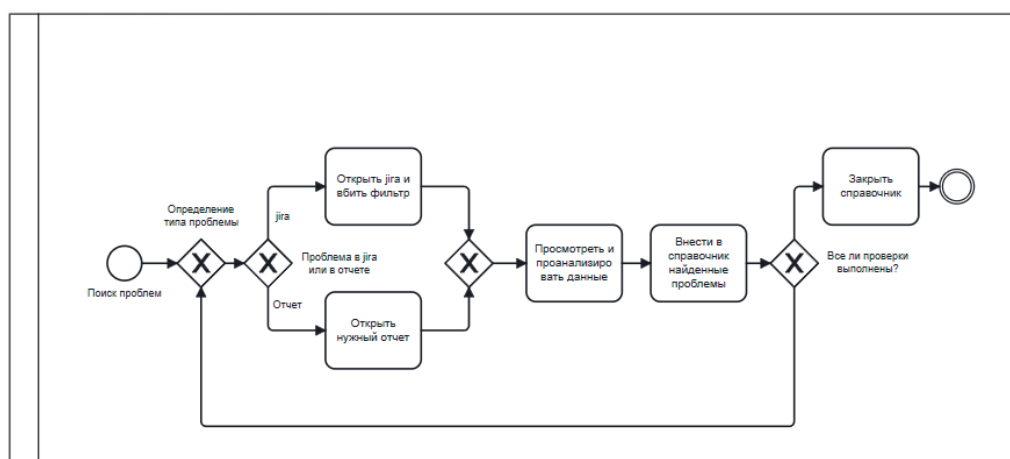 Открыть jira и
вбить фильтр
Закрыть
справочник
Определение
типа проблемы
jira
Проблема в jira
или в отчете
Просмотреть и
проанализиро
вать данные
Внести в
справочник
найденные
проблемы
Все ли проверки
выполнены?
Поиск проблем
Отчет
Открыть
нужный отчет